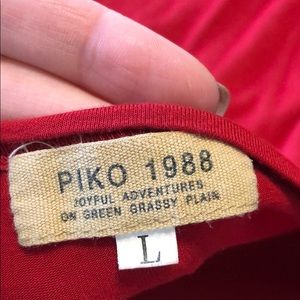 PIKO 1988
JOYFUL ADVENTURES
ON GREEN GRASSY PLAIN
L